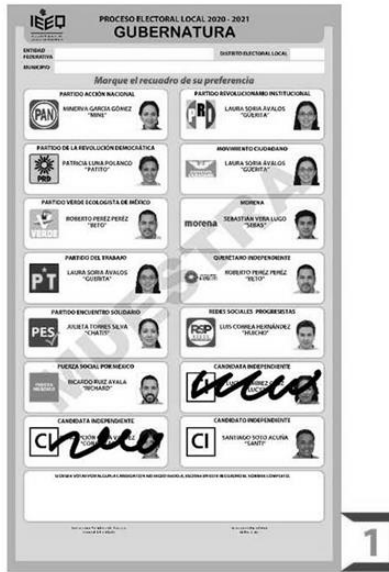 IEEQ
PROCESO ELECTORAL LOCAL 2020 - 2021
GUBERNATURA
ENTIDAD FEDERATIVA
DISTRITO ELECTORAL LOCAL
MUNICIPIO
Marque el recuadro de su preferencia
PARTIDO ACCIÓN NACIONAL
PAN
MINERVA GARCÍA GÓMEZ
"MINE"
PARTIDO REVOLUCIONARIO INSTITUCIONAL
PRI
LAURA SORIA ÁVALOS
"GÜERITA"
PARTIDO DE LA REVOLUCIÓN DEMOCRÁTICA
PRD
PATRICIA LUNA POLANCO
"PATITO"
MOVIMIENTO CIUDADANO
LAURA SORIA ÁVALOS
"GÜERITA"
PARTIDO VERDE ECOLOGISTA DE MÉXICO
VERDE
ROBERTO PEREZ PERÉZ
"BETO"
MORENA
morena
SEBASTIÁN VERA LUGO
"SEBAS"
PARTIDO DEL TRABAJO
PT
LAURA SORIA ÁVALOS
"GÜERITA"
QUERÉTARO INDEPENDIENTE
ROBERTO PEREZ PERÉZ
"BETO"
PARTIDO ENCUENTRO SOLIDARIO
PES
JULIETA TORRES SILVA
"CHATIS"
REDES SOCIALES PROGRESISTAS
RSP
LUIS CORREA HERNÁNDEZ
"HUICHO"
FUERZA SOCIAL POR MÉXICO
RICARDO RUIZ AYALA
"RICHARD"
CANDIDATA INDEPENDIENTE
CI
CANDIDATA INDEPENDIENTE
CI
CANDIDATO INDEPENDIENTE
CI
SANTIAGO SOTO ACUÑA
"SANTI"
MUESTRA
1